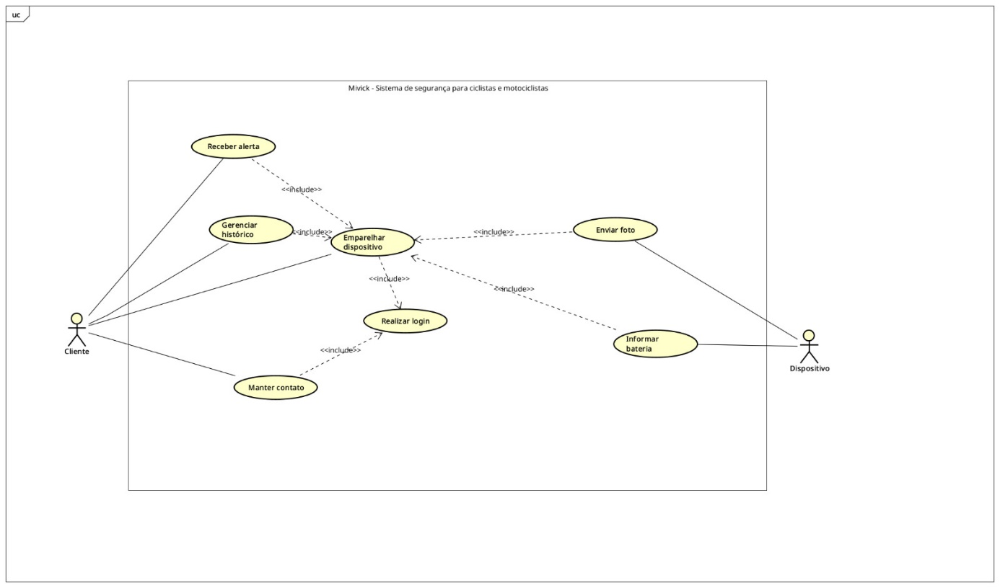 uc
Mivick - Sistema de segurança para ciclistas e motociclistas
Receber alerta
<<include>>
Gerenciar
histórico
<<include>>
Emparelhar
dispositivo
<<include>>
Enviar foto
<<include>>
<<include>>
Realizar login
Cliente
Informar
bateria
<<include>>
Dispositivo
Manter contato